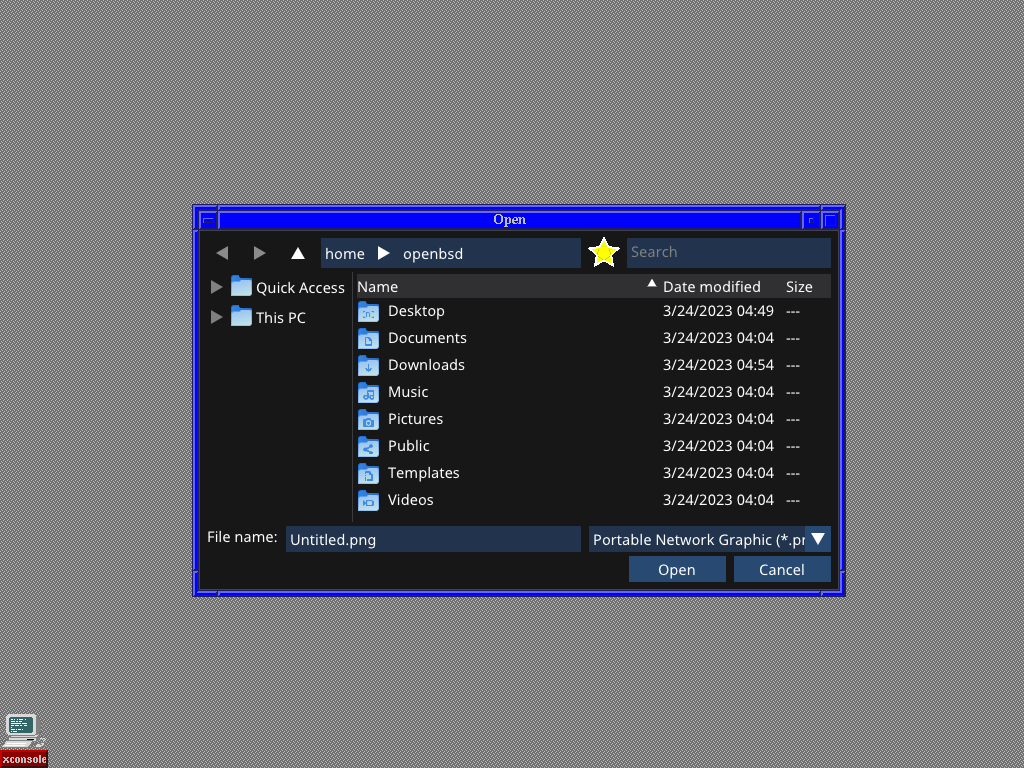 Open
home openbsd Search
Quick Access
This PC
Name Date modified Size
Desktop 3/24/2023 04:49 ---
Documents 3/24/2023 04:04 ---
Downloads 3/24/2023 04:54 ---
Music 3/24/2023 04:04 ---
Pictures 3/24/2023 04:04 ---
Public 3/24/2023 04:04 ---
Templates 3/24/2023 04:04 ---
Videos 3/24/2023 04:04 ---
File name: Untitled.png Portable Network Graphic (*.pn
Open Cancel
xconsole